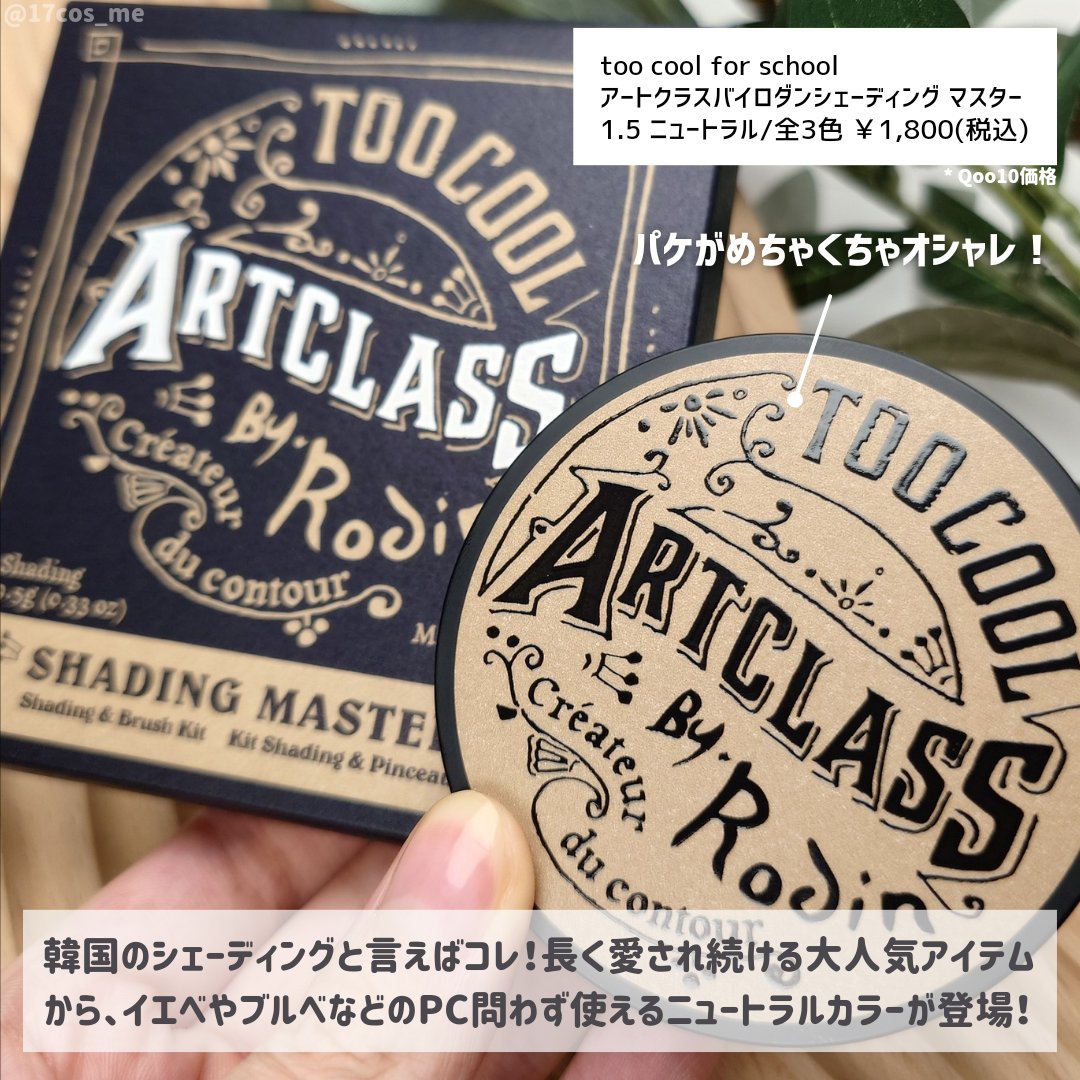 @17cos_me
too cool for school
アートクラスバイロダンシェーディング マスター
1.5 ニュートラル/全3色 ￥1,800(税込)
* Qoo10価格
パケがめちゃくちゃオシャレ！
TOO COOL
ARTCLASS
By. Rodin
Créateur
du contour
Shading
SHADING MASTE
Shading & Brush Kit Kit Shading & Pinceau
TOO COOL
ARTCLASS
By. Rodin
Créateur
du contour
韓国のシェーディングと言えばコレ！長く愛され続ける大人気アイテム
から、イエベやブルベなどのPC問わず使えるニュートラルカラーが登場！